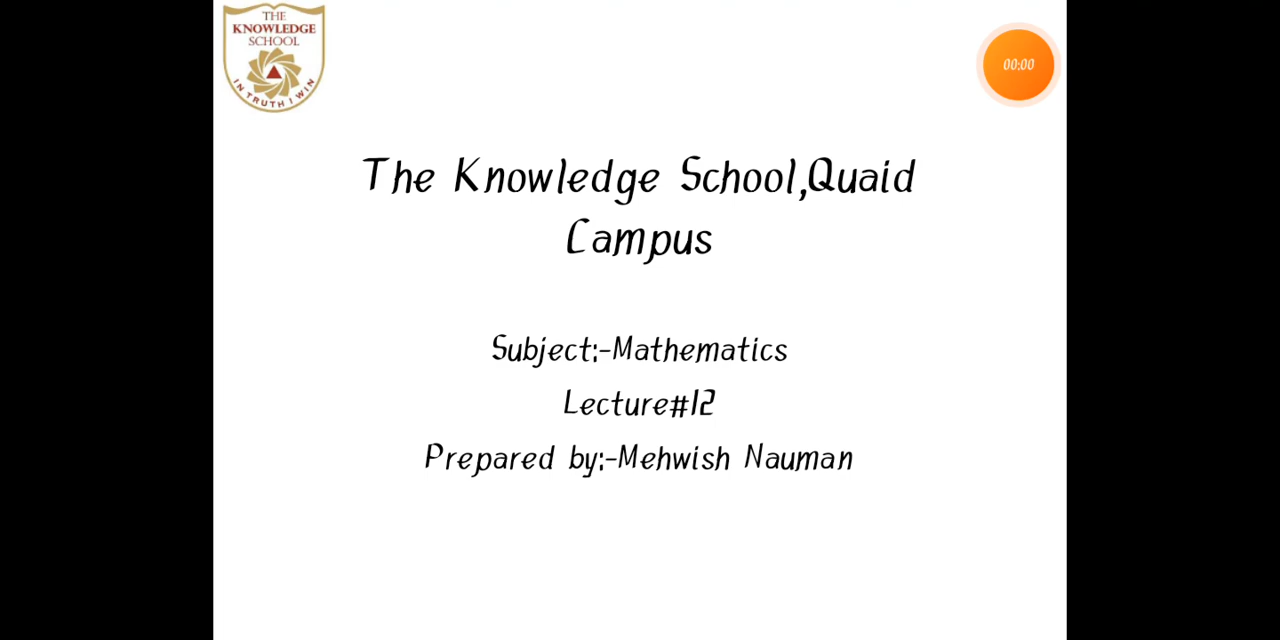 THE
KNOWLEDGE
SCHOOL
IN TRUTH I WIN
00:00
The Knowledge School,Quaid
Campus
Subject:-Mathematics
Lecture#12
Prepared by:-Mehwish Nauman